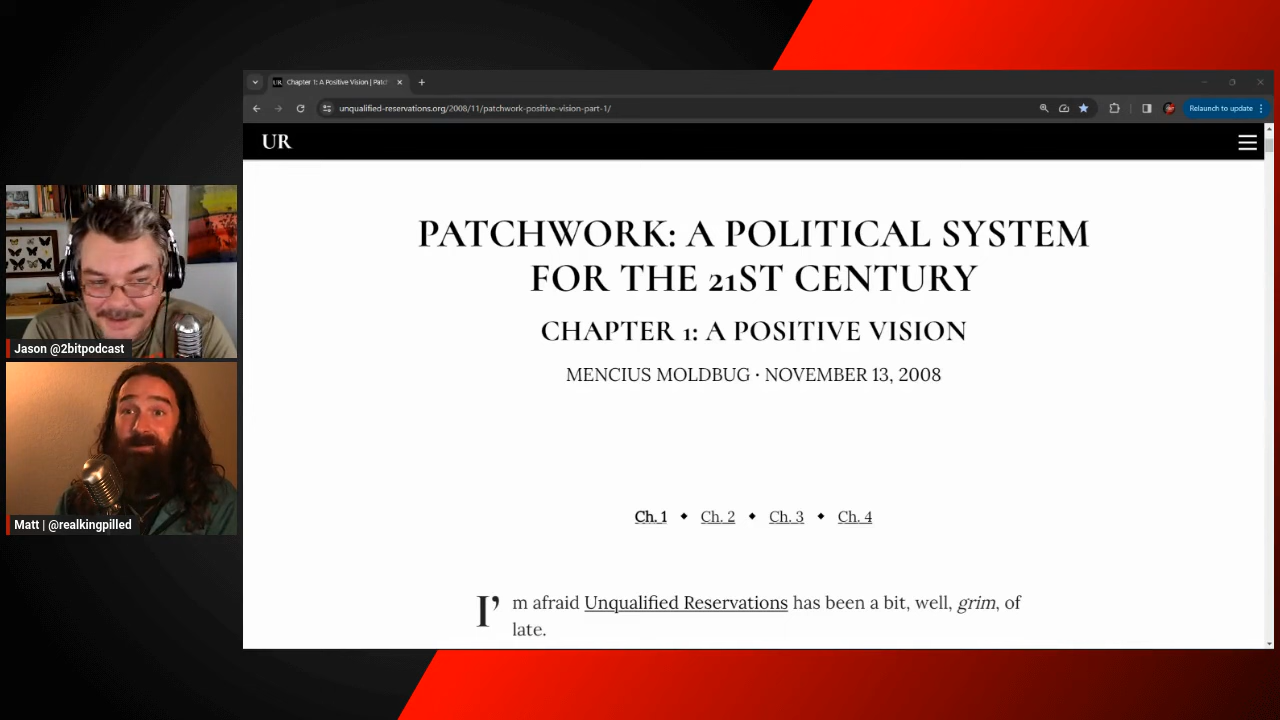 Chapter 1: A Positive Vision | Patc
unqualified-reservations.org/2008/11/patchwork-positive-vision-part-1/
Relaunch to update
UR
PATCHWORK: A POLITICAL SYSTEM
FOR THE 21ST CENTURY
CHAPTER 1: A POSITIVE VISION
MENCIUS MOLDBUG · NOVEMBER 13, 2008
Ch. 1 ◆ Ch. 2 ◆ Ch. 3 ◆ Ch. 4
I’m afraid Unqualified Reservations has been a bit, well, grim, of
late.
Jason @2bitpodcast
Matt | @realkingpilled